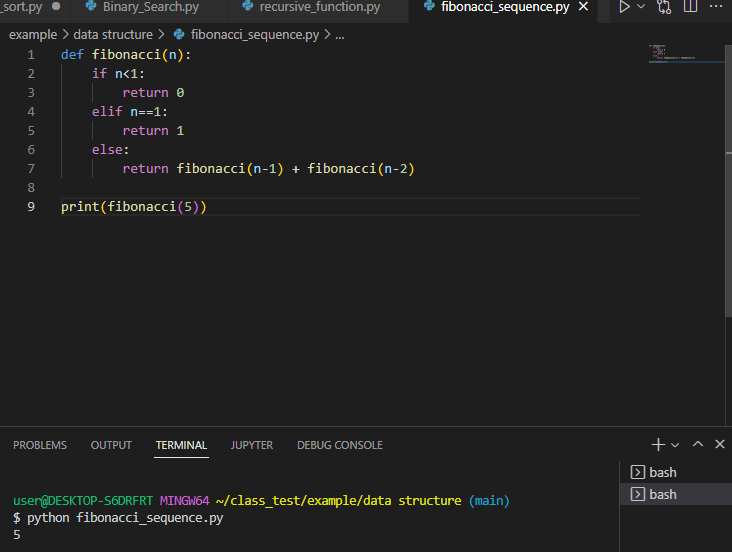 _sort.py Binary_Search.py recursive_function.py fibonacci_sequence.py
example > data structure > fibonacci_sequence.py > ...
1 def fibonacci(n):
2     if n<1:
3         return 0
4     elif n==1:
5         return 1
6     else:
7         return fibonacci(n-1) + fibonacci(n-2)
8
9 print(fibonacci(5))
PROBLEMS OUTPUT TERMINAL JUPYTER DEBUG CONSOLE
bash
bash
user@DESKTOP-S6DRFRT MINGW64 ~/class_test/example/data structure (main)
$ python fibonacci_sequence.py
5